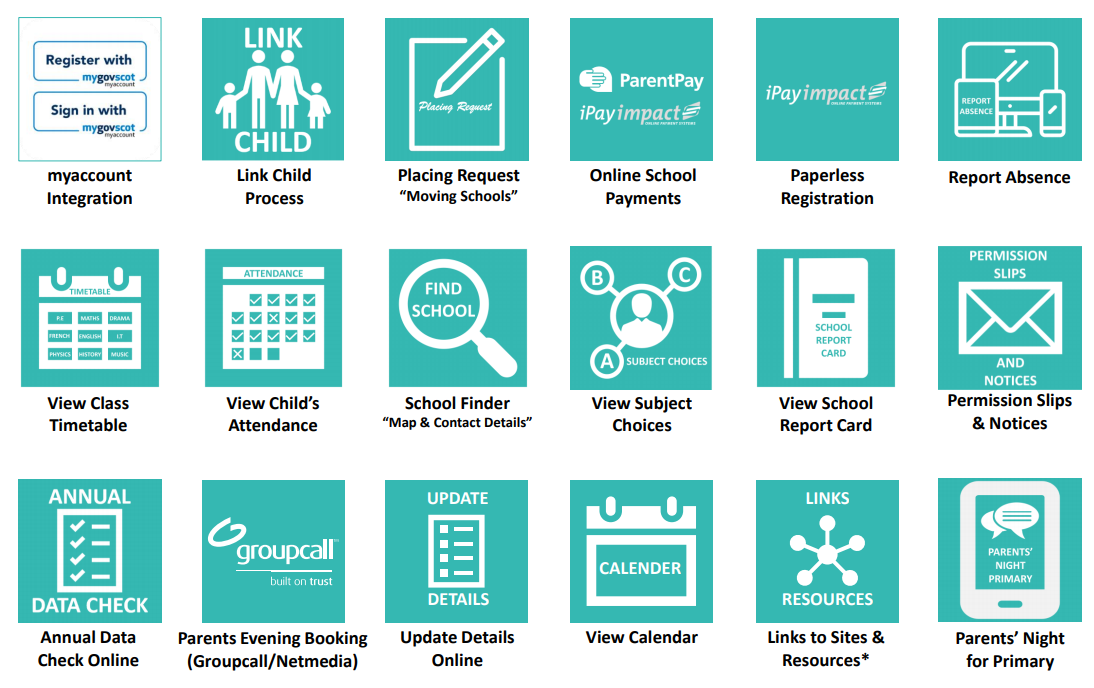 Register with
mygovscot
myaccount
Sign in with
mygovscot
myaccount
myaccount
Integration
LINK
CHILD
Link Child
Process
Placing Request
Placing Request
“Moving Schools”
ParentPay
iPayimpact
ONLINE PAYMENT SYSTEMS
Online School
Payments
iPayimpact
ONLINE PAYMENT SYSTEMS
Paperless
Registration
REPORT
ABSENCE
Report Absence
TIMETABLE
P.E MATHS DRAMA
FRENCH ENGLISH I.T
PHYSICS HISTORY MUSIC
View Class
Timetable
ATTENDANCE
View Child’s
Attendance
FIND
SCHOOL
School Finder
“Map & Contact Details”
B
C
A
SUBJECT CHOICES
View Subject
Choices
SCHOOL
REPORT
CARD
View School
Report Card
PERMISSION
SLIPS
AND
NOTICES
Permission Slips
& Notices
ANNUAL
DATA CHECK
Annual Data
Check Online
groupcall™
built on trust
Parents Evening Booking
(Groupcall/Netmedia)
UPDATE
DETAILS
Update Details
Online
CALENDER
View Calendar
LINKS
RESOURCES
Links to Sites &
Resources*
PARENTS’
NIGHT
PRIMARY
Parents’ Night
for Primary